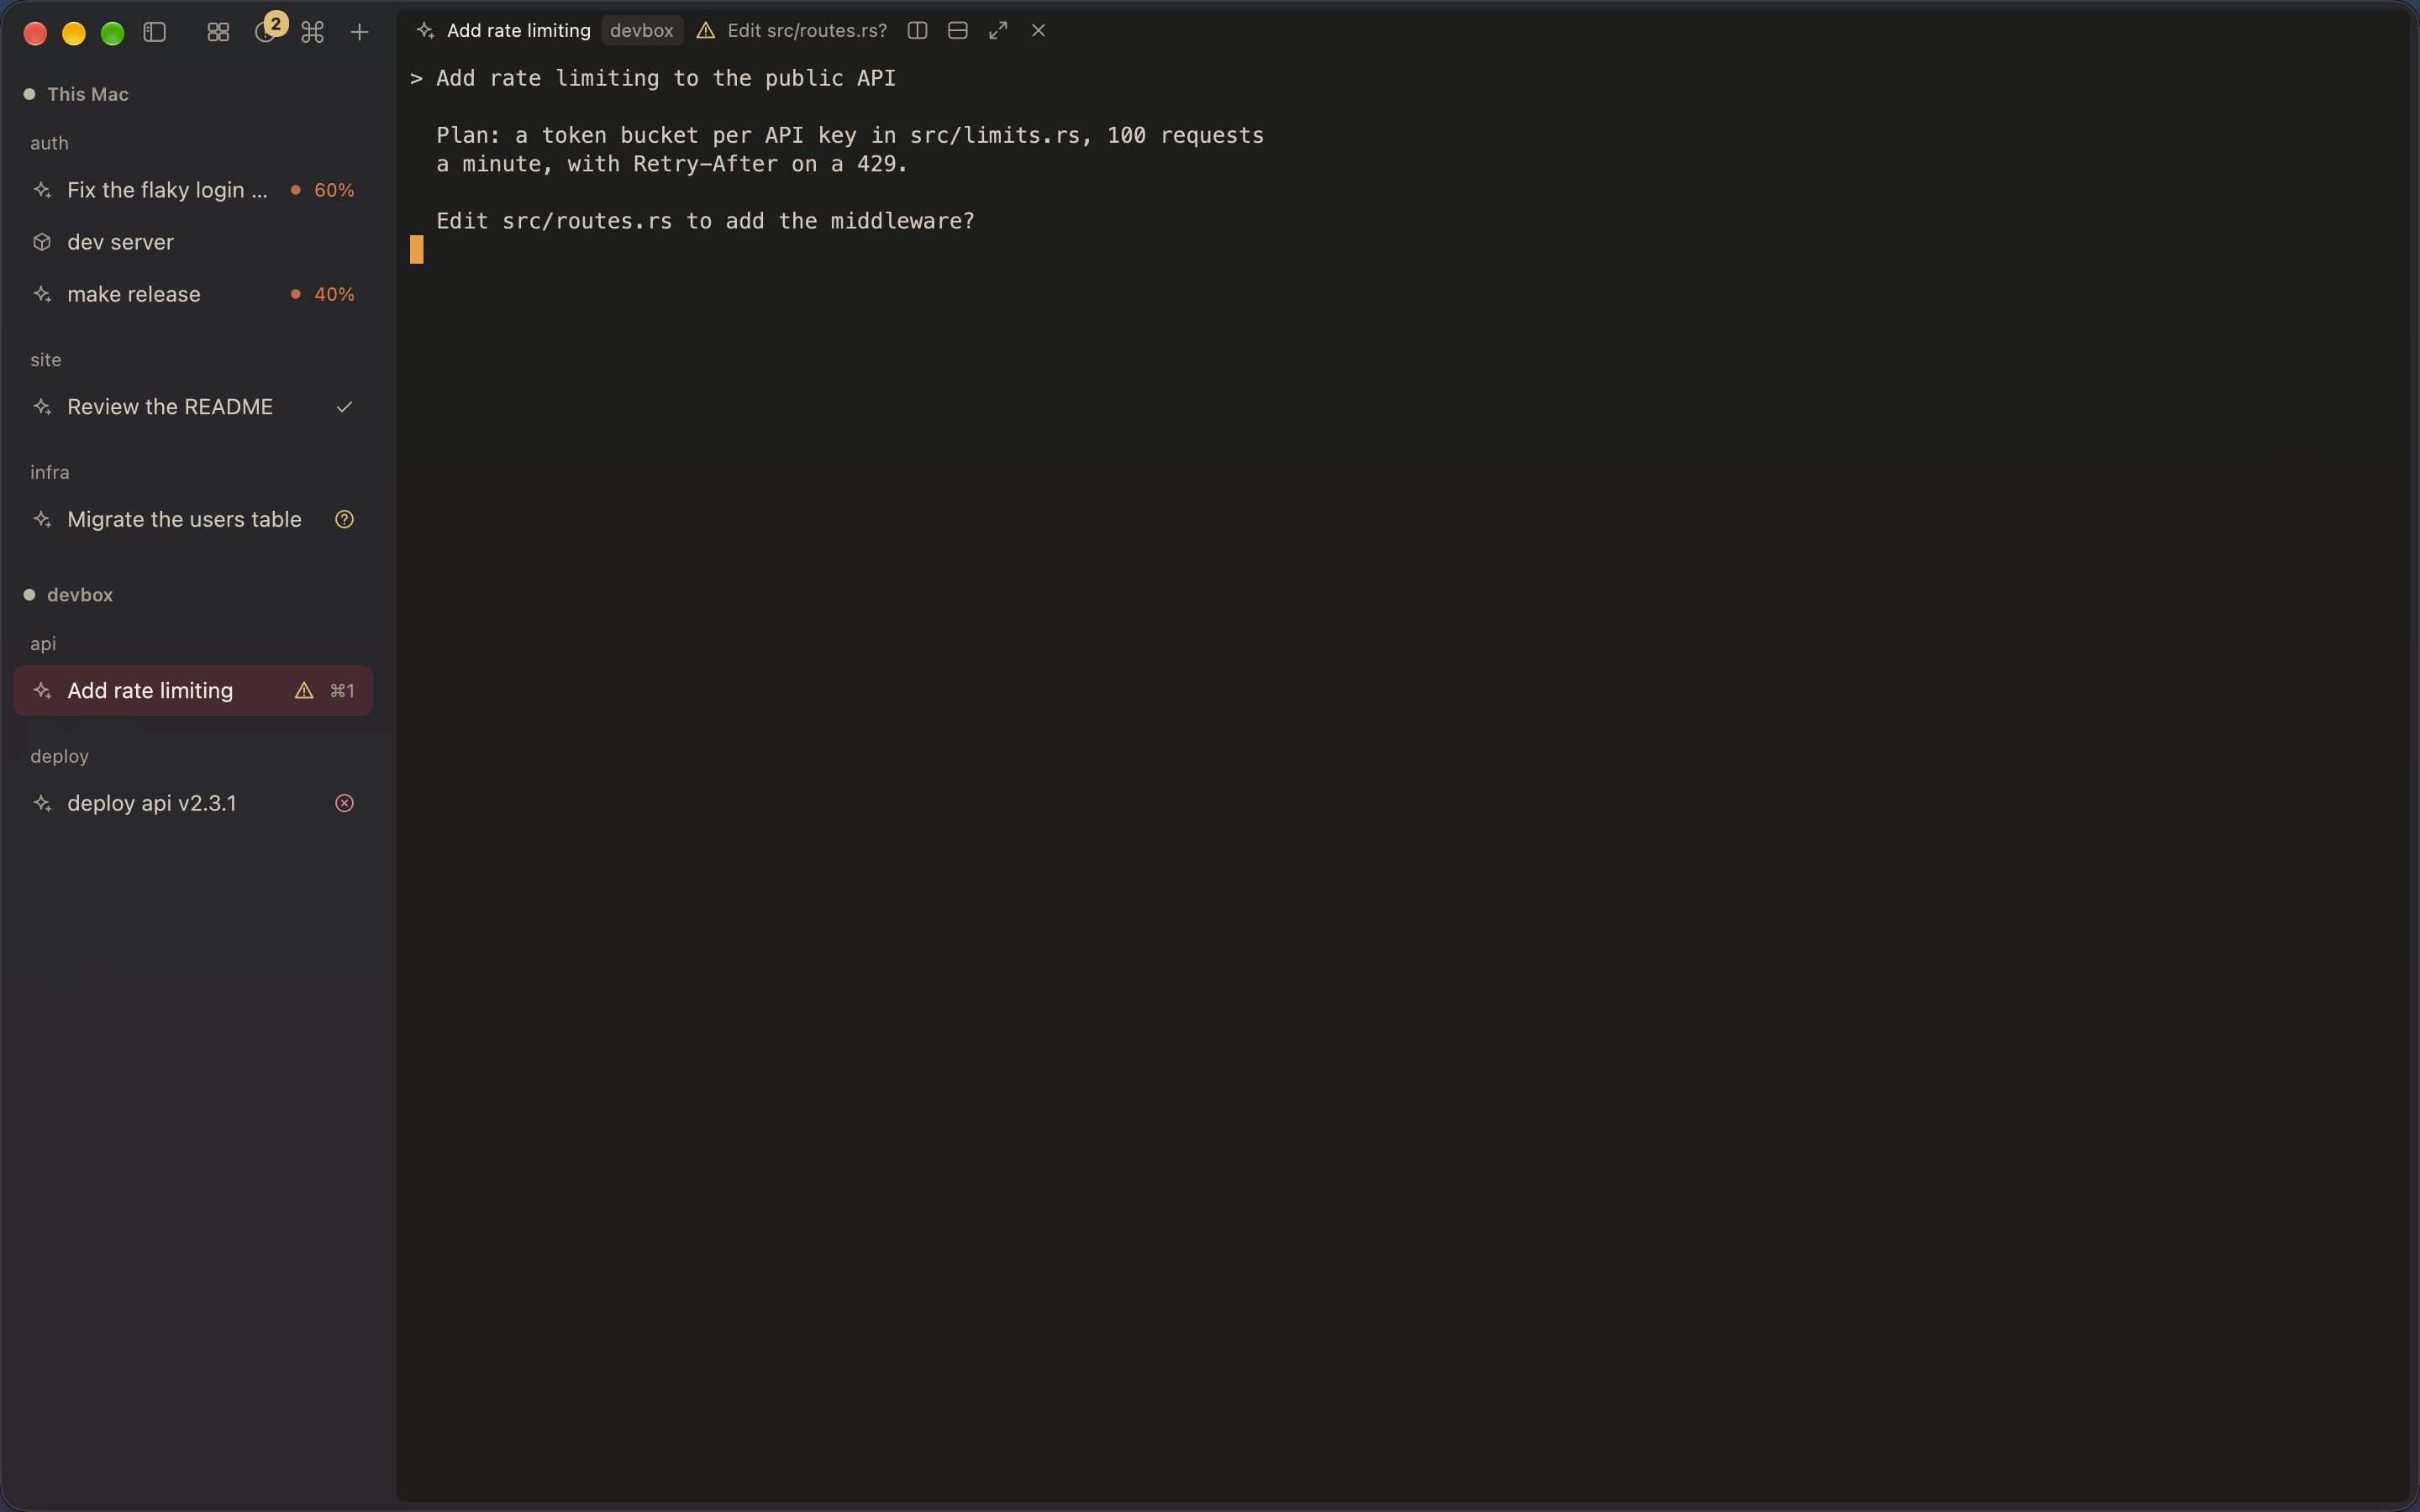 2
Add rate limiting devbox Edit src/routes.rs?
This Mac
auth
Fix the flaky login ... 60%
dev server
make release 40%
site
Review the README
infra
Migrate the users table
devbox
api
Add rate limiting ⌘1
deploy
deploy api v2.3.1
> Add rate limiting to the public API
Plan: a token bucket per API key in src/limits.rs, 100 requests
a minute, with Retry-After on a 429.
Edit src/routes.rs to add the middleware?